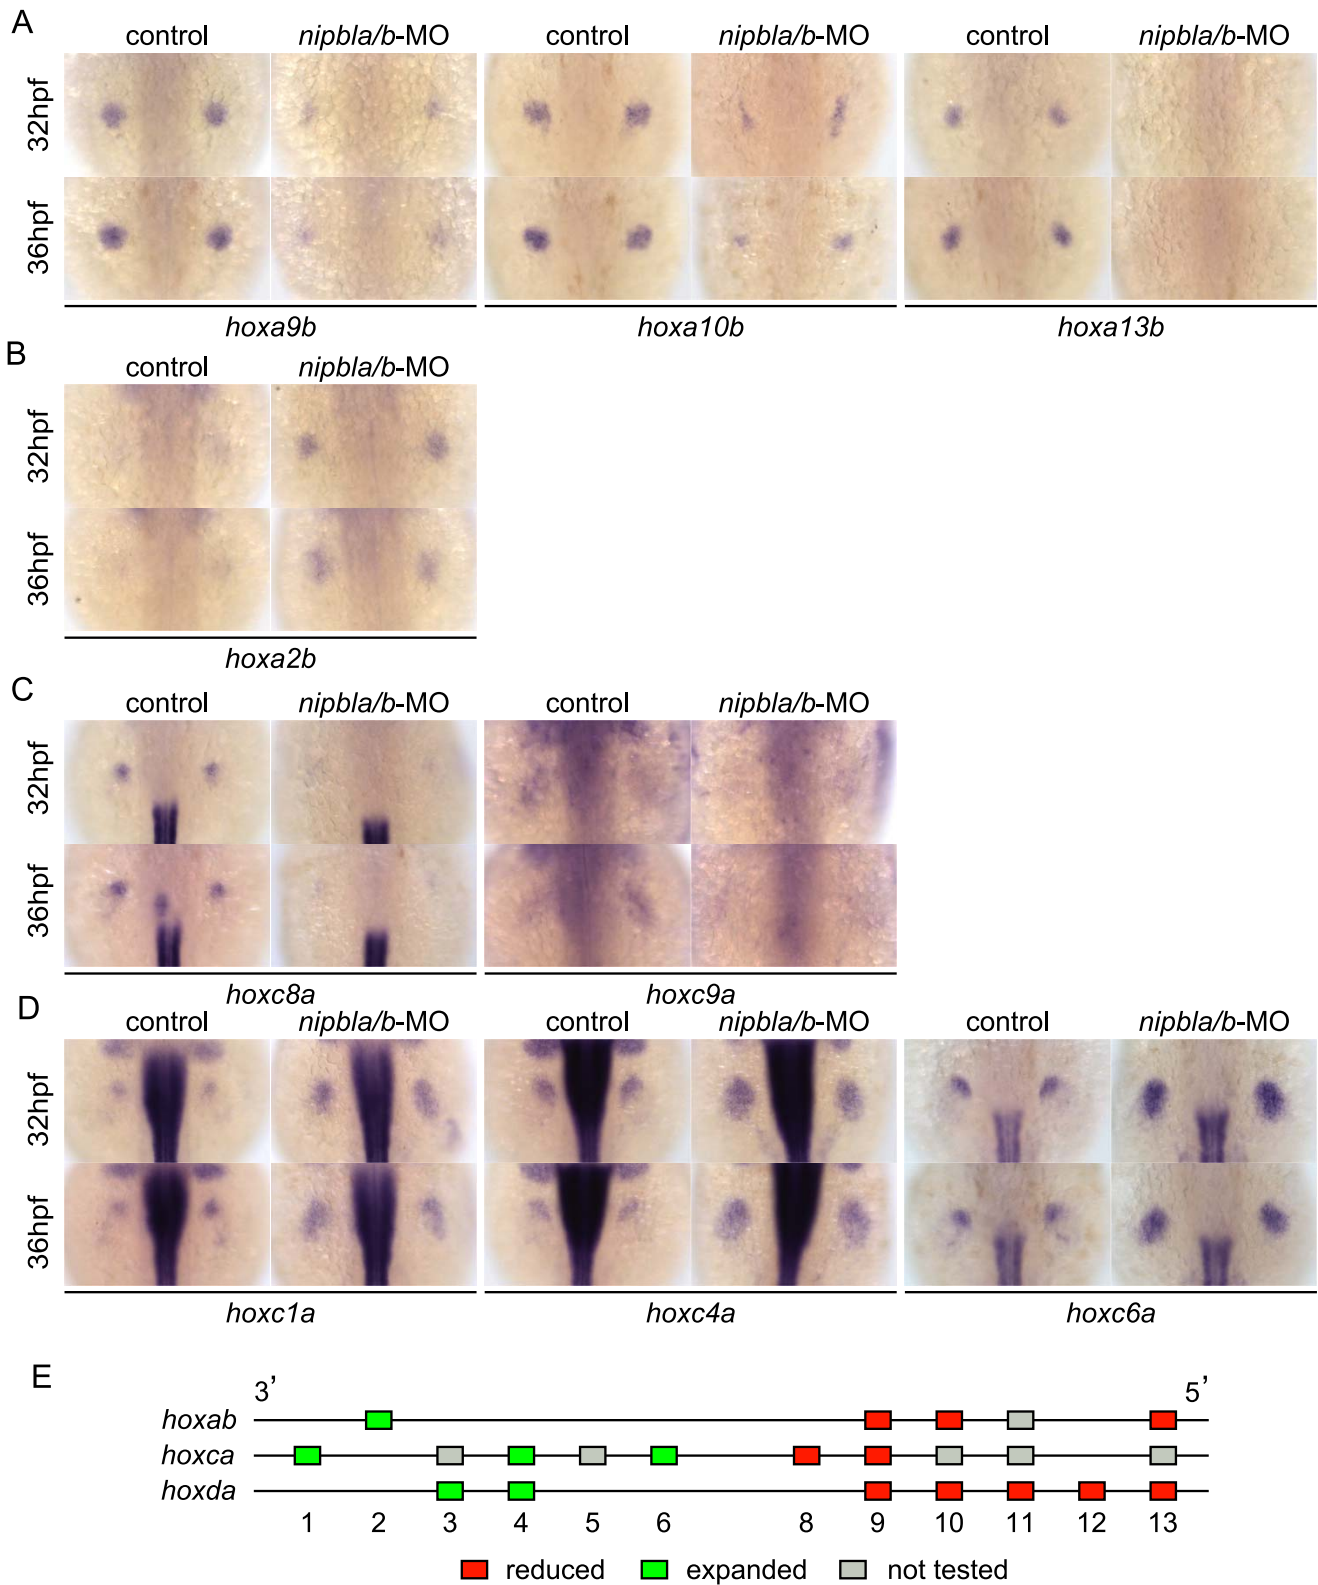 A
control nipbla/b-MO control nipbla/b-MO control nipbla/b-MO
32hpf
36hpf
hoxa9b hoxa10b hoxa13b
B
control nipbla/b-MO
32hpf
36hpf
hoxa2b
C
control nipbla/b-MO control nipbla/b-MO
32hpf
36hpf
hoxc8a hoxc9a
D
control nipbla/b-MO control nipbla/b-MO control nipbla/b-MO
32hpf
36hpf
hoxc1a hoxc4a hoxc6a
E
3’ 5’
hoxab
hoxca
hoxda
1 2 3 4 5 6 8 9 10 11 12 13
reduced expanded not tested